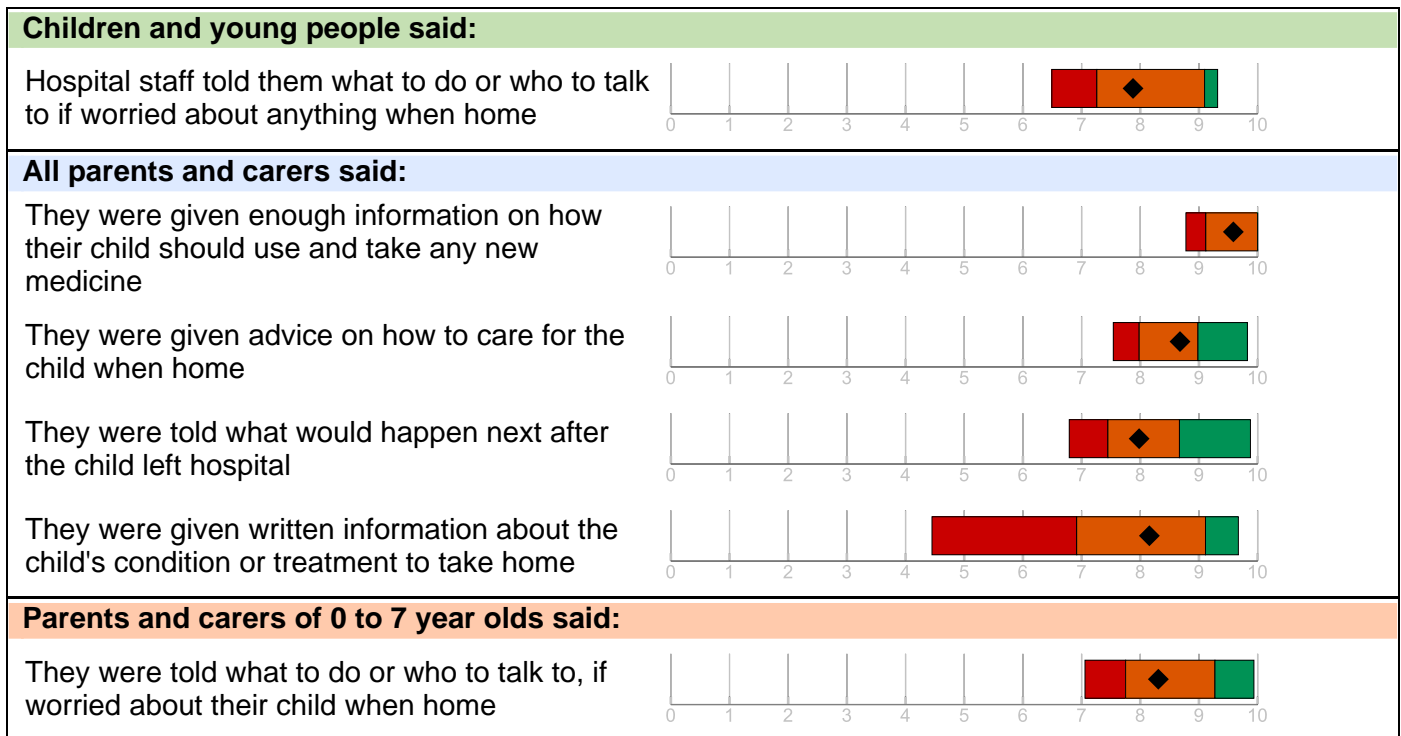 Children and young people said:
Hospital staff told them what to do or who to talk
to if worried about anything when home
0 1 2 3 4 5 6 7 8 9 10
All parents and carers said:
They were given enough information on how
their child should use and take any new
medicine
0 1 2 3 4 5 6 7 8 9 10
They were given advice on how to care for the
child when home
0 1 2 3 4 5 6 7 8 9 10
They were told what would happen next after
the child left hospital
0 1 2 3 4 5 6 7 8 9 10
They were given written information about the
child's condition or treatment to take home
0 1 2 3 4 5 6 7 8 9 10
Parents and carers of 0 to 7 year olds said:
They were told what to do or who to talk to, if
worried about their child when home
0 1 2 3 4 5 6 7 8 9 10